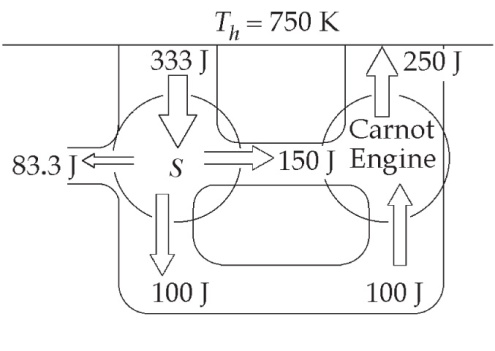 T_h = 750 K
333 J
250 J
Carnot
83.3 J
S
150 J
Engine
100 J
100 J